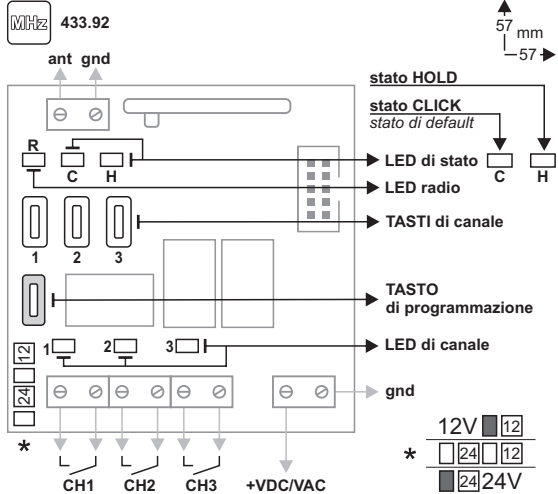 MHz 433.92
57 mm
57
ant gnd
stato HOLD
stato CLICK
stato di default
R
C H
LED di stato
C H
LED radio
TASTI di canale
1 2 3
TASTO
di programmazione
1 2 3
LED di canale
12
24
gnd
*
CH1 CH2 CH3 +VDC/VAC
12V 12
* 24 12
24 24V